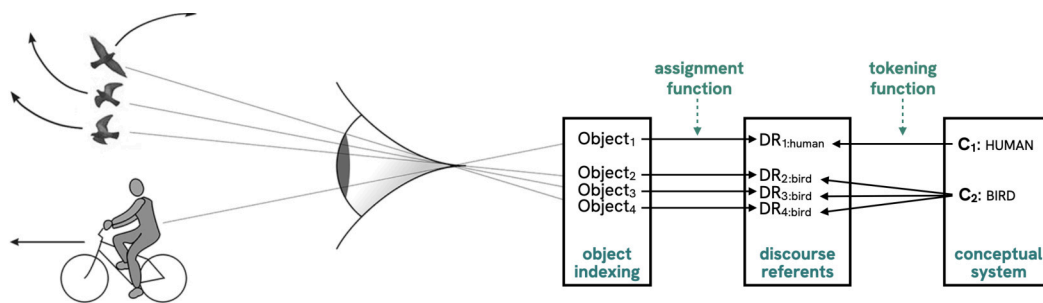 assignment
function
tokening
function
Object₁
DR₁:human
C₁: HUMAN
Object₂
DR₂:bird
Object₃
DR₃:bird
C₂: BIRD
Object₄
DR₄:bird
object
indexing
discourse
referents
conceptual
system